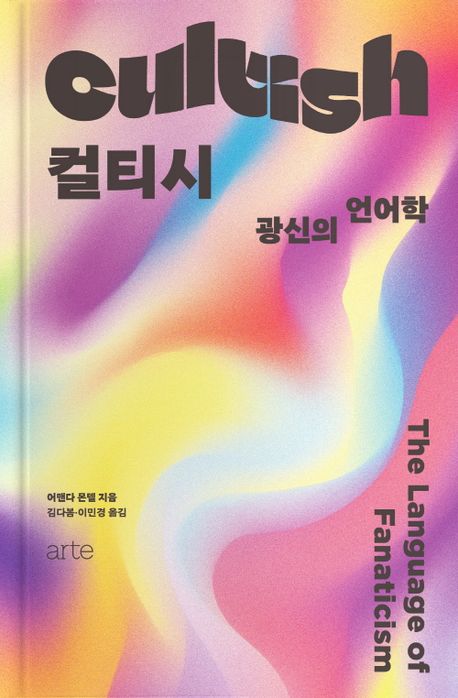 cultish
컬티시
광신의 언어학
The Language of
Fanaticism
어맨다 몬텔 지음
김다봄·이민경 옮김
arte